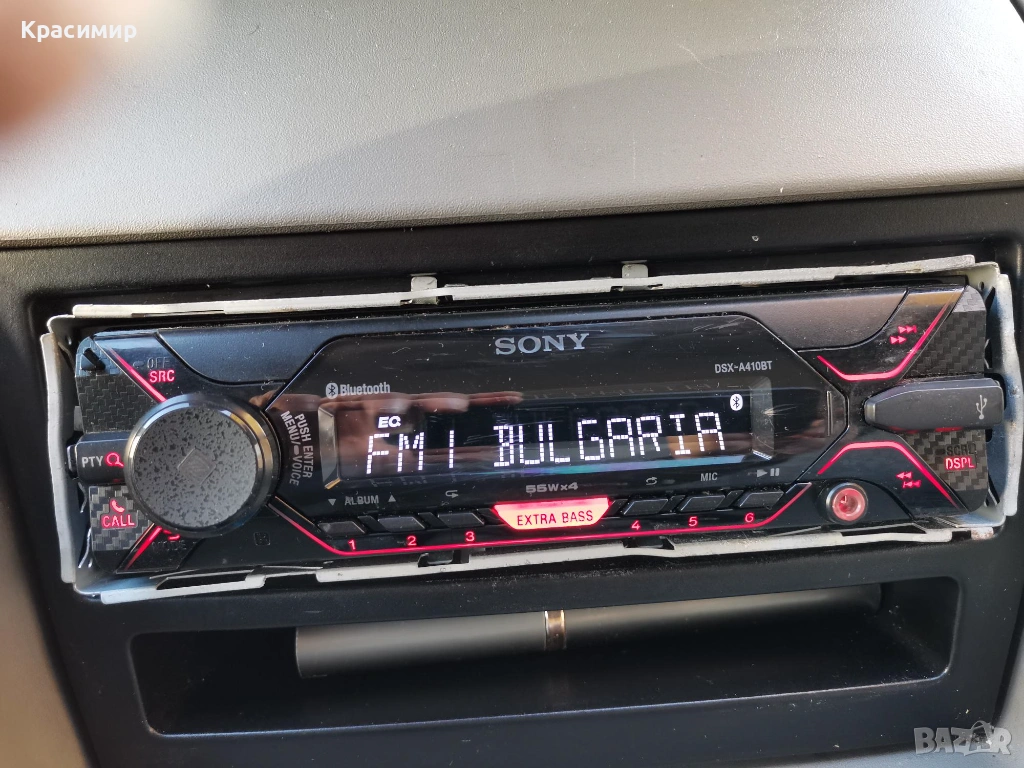 Красимир
SONY
DSX-A410BT
OFF
SRC
Bluetooth
PUSH ENTER
MENU/ VOICE
EQ
FM1 BULGARIA
PTY
SCRL
DSPL
CALL
ALBUM
55W×4
MIC
EXTRA BASS
1 2 3 4 5 6
BAZAR